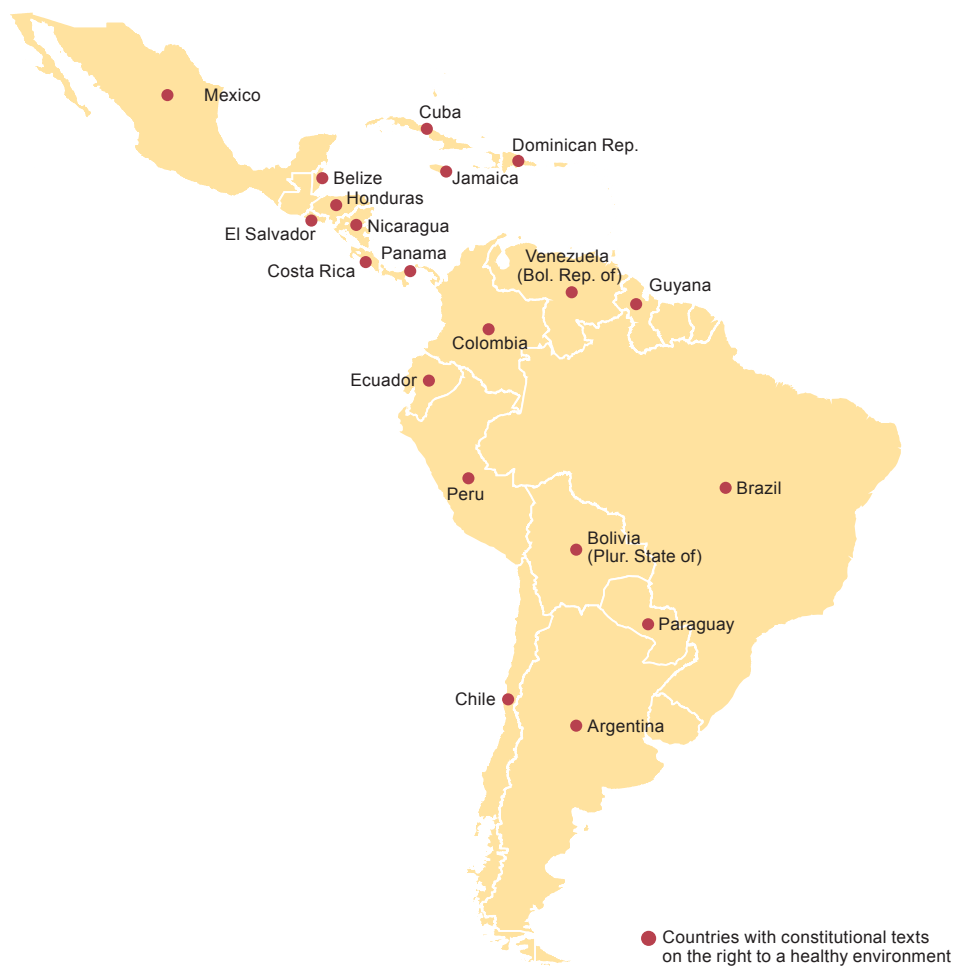 Mexico
Cuba
Dominican Rep.
Belize
Jamaica
Honduras
El Salvador
Nicaragua
Panama
Costa Rica
Venezuela
(Bol. Rep. of)
Guyana
Colombia
Ecuador
Peru
Brazil
Bolivia
(Plur. State of)
Paraguay
Chile
Argentina
Countries with constitutional texts
on the right to a healthy environment